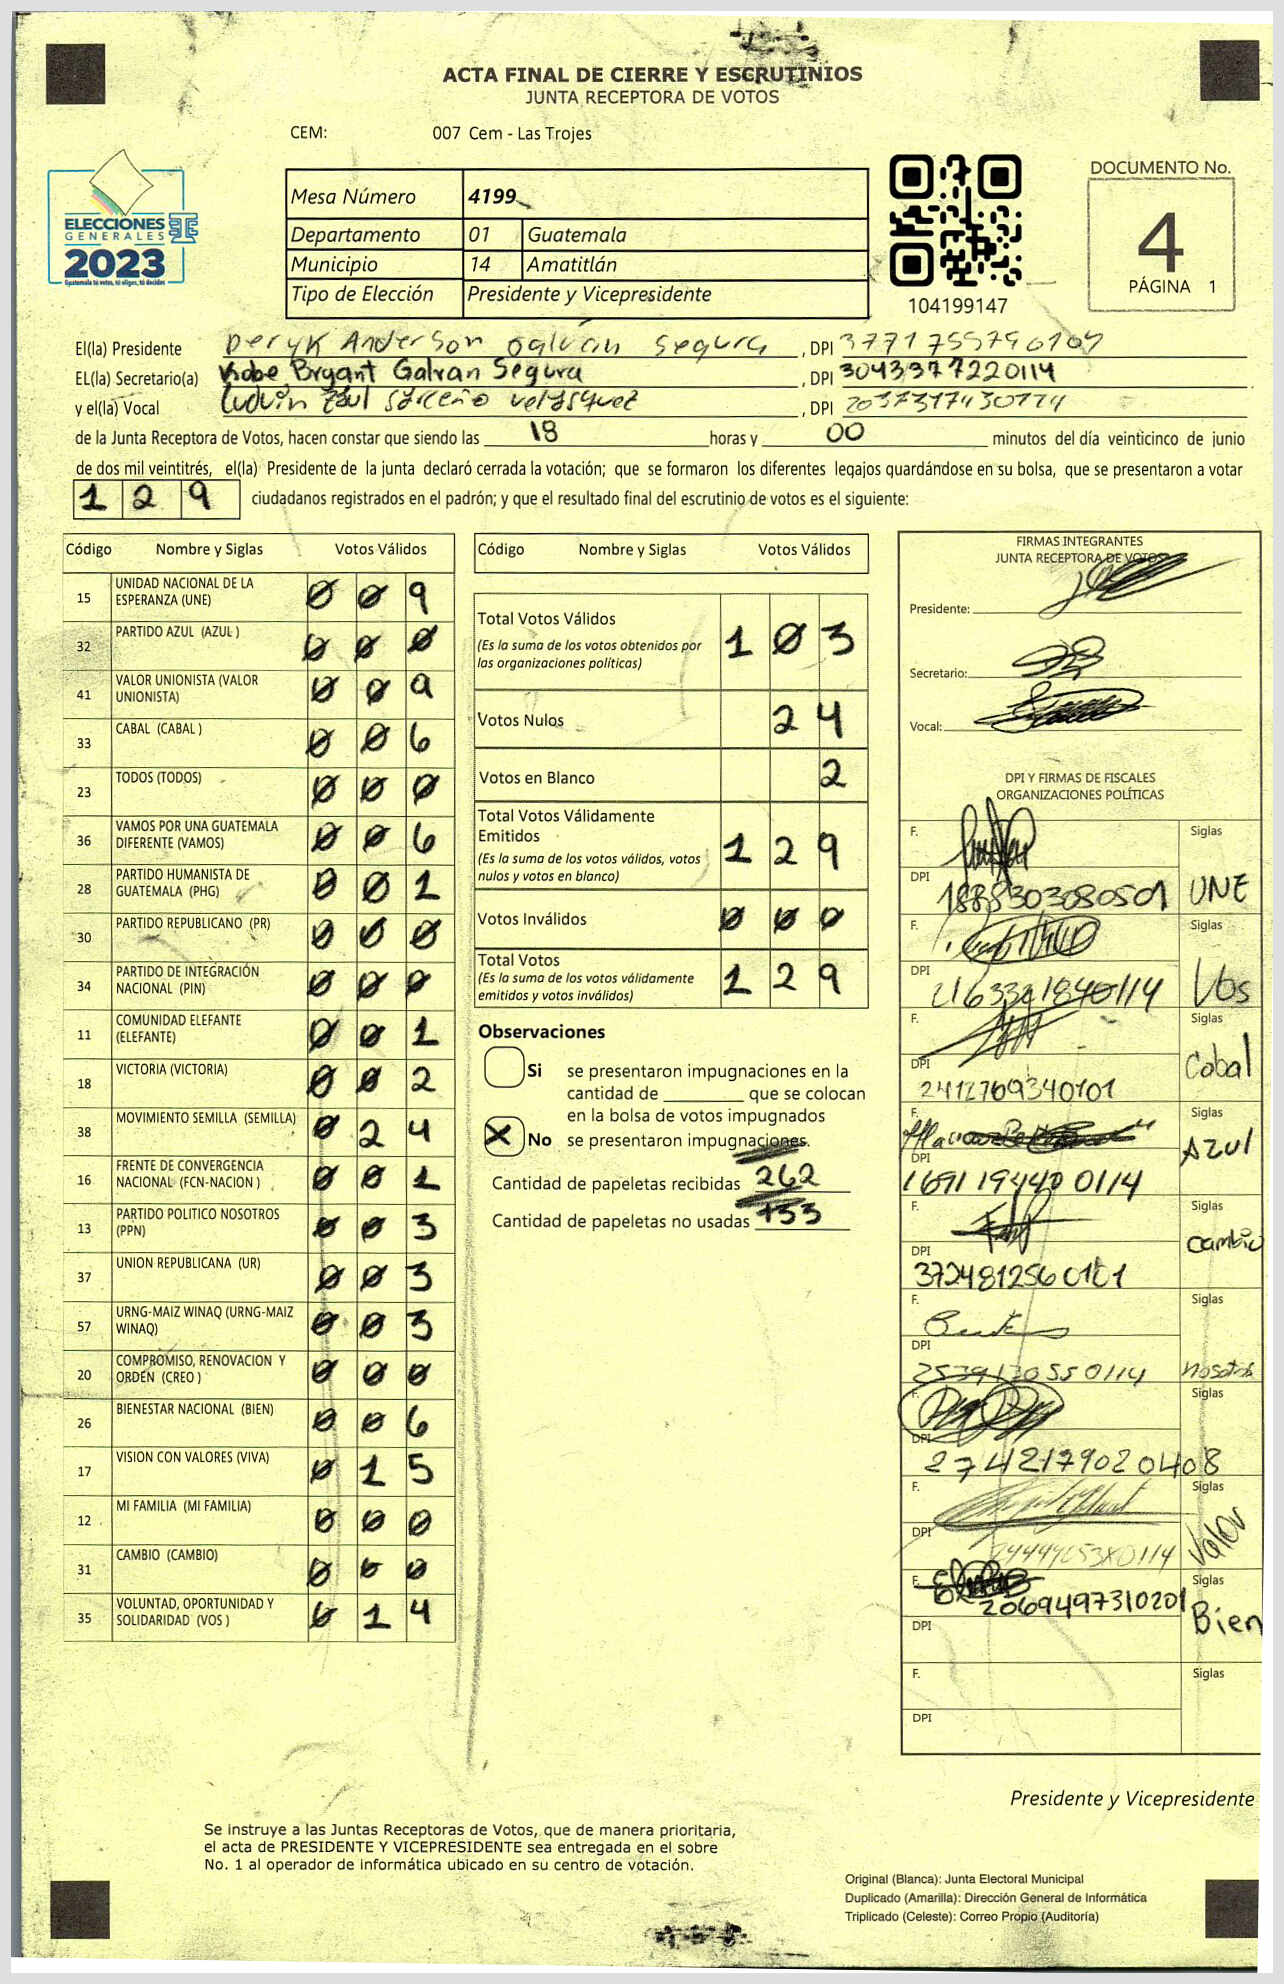 ACTA FINAL DE CIERRE Y ESCRUTINIOS
JUNTA RECEPTORA DE VOTOS
CEM: 007 Cem - Las Trojes
ELECCIONES
GENERALES
2023
Guatemala tú votas, tú eliges, tú decides
Mesa Número 4199
Departamento 01 Guatemala
Municipio 14 Amatitlán
Tipo de Elección Presidente y Vicepresidente
104199147
DOCUMENTO No.
4
PÁGINA 1
El(la) Presidente Deryk Anderson Galván Segura , DPI
EL(la) Secretario(a) Kobe Bryant Galvan Segura , DPI 3043377220114
y el(la) Vocal Ludvin Zaul , DPI
de la Junta Receptora de Votos, hacen constar que siendo las 18 horas y 00 minutos del día veinticinco de junio
de dos mil veintitrés, el(la) Presidente de la junta declaró cerrada la votación; que se formaron los diferentes legajos quardándose en su bolsa, que se presentaron a votar
1 2 9 ciudadanos registrados en el padrón; y que el resultado final del escrutinio de votos es el siguiente:
Código Nombre y Siglas Votos Válidos
15 UNIDAD NACIONAL DE LA ESPERANZA (UNE) 0 0 9
32 PARTIDO AZUL (AZUL ) 0 0 0
41 VALOR UNIONISTA (VALOR UNIONISTA) 0 0 9
33 CABAL (CABAL ) 0 0 6
23 TODOS (TODOS) 0 0 0
36 VAMOS POR UNA GUATEMALA DIFERENTE (VAMOS) 0 0 6
28 PARTIDO HUMANISTA DE GUATEMALA (PHG) 0 0 1
30 PARTIDO REPUBLICANO (PR) 0 0 0
34 PARTIDO DE INTEGRACIÓN NACIONAL (PIN) 0 0 0
11 COMUNIDAD ELEFANTE (ELEFANTE) 0 0 1
18 VICTORIA (VICTORIA) 0 0 2
38 MOVIMIENTO SEMILLA (SEMILLA) 0 2 4
16 FRENTE DE CONVERGENCIA NACIONAL (FCN-NACION ) 0 0 1
13 PARTIDO POLITICO NOSOTROS (PPN) 0 0 3
37 UNION REPUBLICANA (UR) 0 0 3
57 URNG-MAIZ WINAQ (URNG-MAIZ WINAQ) 0 0 3
20 COMPROMISO, RENOVACION Y ORDEN (CREO ) 0 0 0
26 BIENESTAR NACIONAL (BIEN) 0 0 6
17 VISION CON VALORES (VIVA) 0 1 5
12 MI FAMILIA (MI FAMILIA) 0 0 0
31 CAMBIO (CAMBIO) 0 0 0
35 VOLUNTAD, OPORTUNIDAD Y SOLIDARIDAD (VOS ) 0 1 4
Código Nombre y Siglas Votos Válidos
Total Votos Válidos 1 0 3
(Es la suma de los votos obtenidos por
las organizaciones políticas)
Votos Nulos 2 4
Votos en Blanco 2
Total Votos Válidamente
Emitidos 1 2 9
(Es la suma de los votos válidos, votos
nulos y votos en blanco)
Votos Inválidos 0 0 0
Total Votos 1 2 9
(Es la suma de los votos válidamente
emitidos y votos inválidos)
Observaciones
Si se presentaron impugnaciones en la
cantidad de ________ que se colocan
en la bolsa de votos impugnados
X No se presentaron impugnaciones.
Cantidad de papeletas recibidas 262
Cantidad de papeletas no usadas
FIRMAS INTEGRANTES
JUNTA RECEPTORA DE VOTOS
Presidente:
Secretario:
Vocal:
DPI Y FIRMAS DE FISCALES
ORGANIZACIONES POLÍTICAS
F. Siglas
DPI 1888303080501 UNE
F. Siglas
DPI Vos
F. Siglas
DPI 2412769340101 Cabal
F. Siglas
DPI 1691194400114 AZUL
F. Siglas
DPI 3724812560101 cambio
F. Siglas
DPI 2539130550114 nosotros
F. Siglas
DPI 2742179020408
F. Siglas
DPI Valor
F. Siglas
2069497310201
DPI Bien
F. Siglas
DPI
Presidente y Vicepresidente
Se instruye a las Juntas Receptoras de Votos, que de manera prioritaria,
el acta de PRESIDENTE Y VICEPRESIDENTE sea entregada en el sobre
No. 1 al operador de informática ubicado en su centro de votación.
Original (Blanca): Junta Electoral Municipal
Duplicado (Amarilla): Dirección General de Informática
Triplicado (Celeste): Correo Propio (Auditoría)